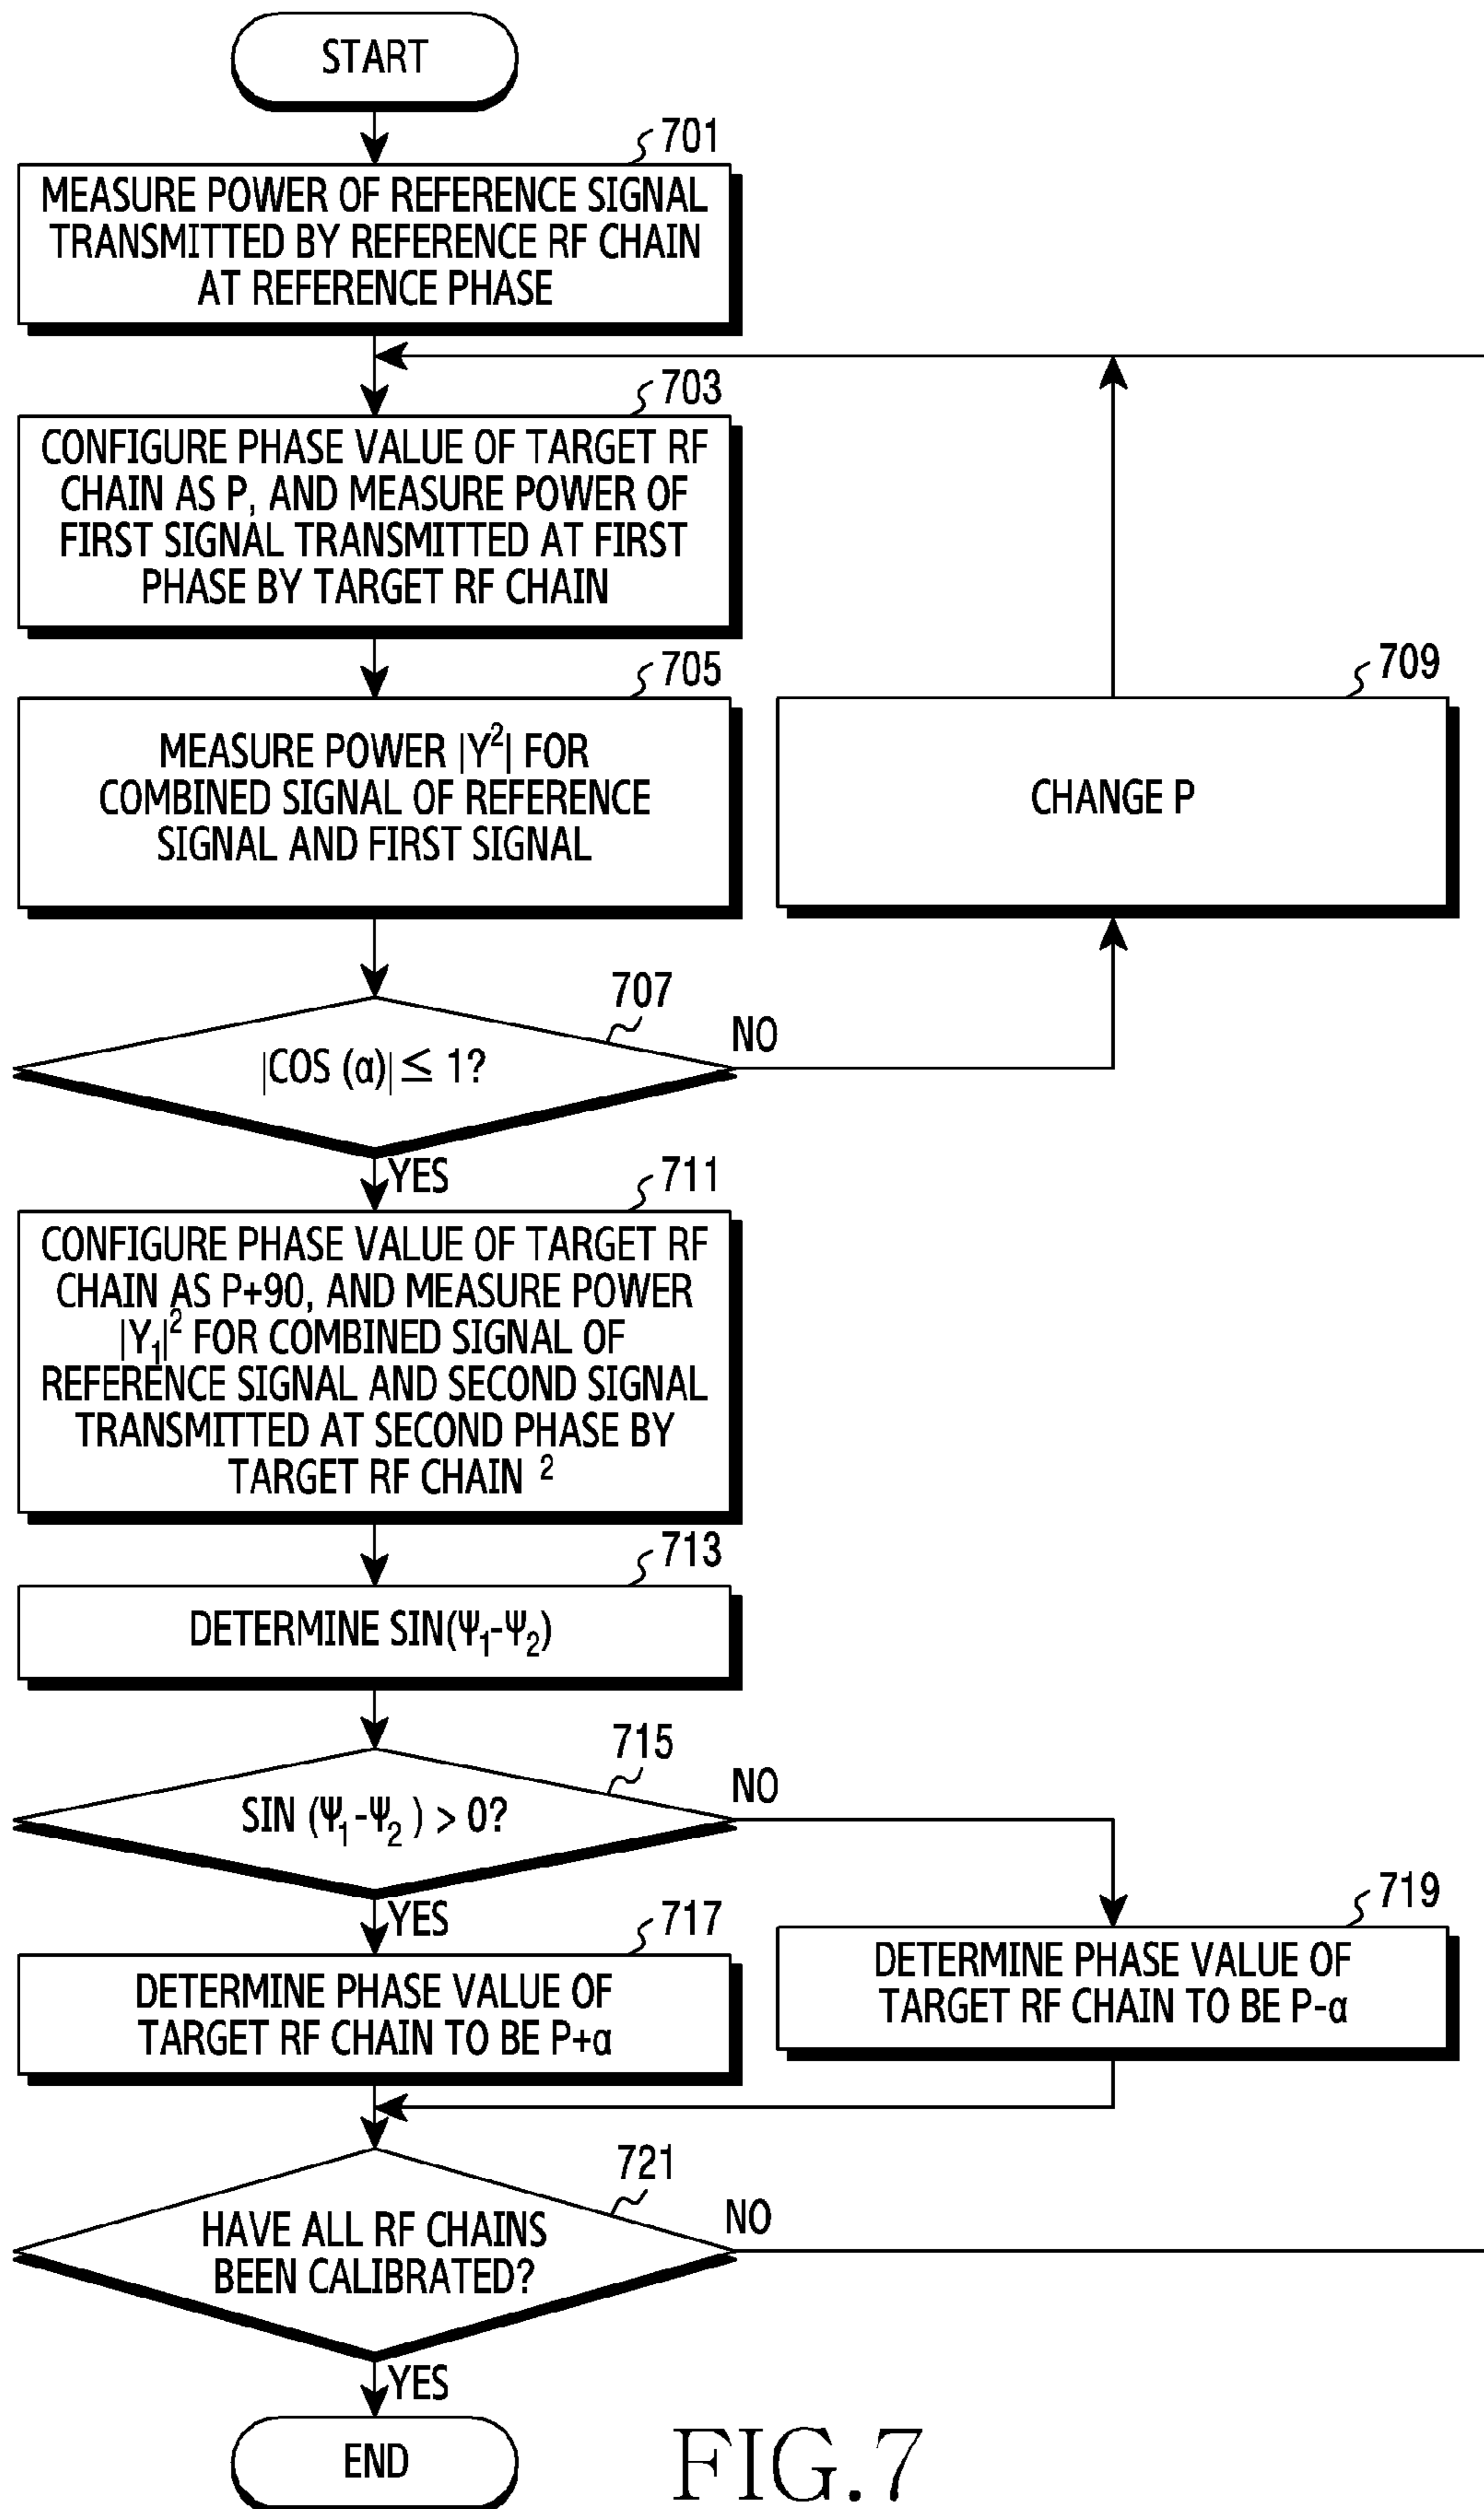 START
701
MEASURE POWER OF REFERENCE SIGNAL
TRANSMITTED BY REFERENCE RF CHAIN
AT REFERENCE PHASE
703
CONFIGURE PHASE VALUE OF TARGET RF
CHAIN AS P, AND MEASURE POWER OF
FIRST SIGNAL TRANSMITTED AT FIRST
PHASE BY TARGET RF CHAIN
705
MEASURE POWER |Y²| FOR
COMBINED SIGNAL OF REFERENCE
SIGNAL AND FIRST SIGNAL
709
CHANGE P
707
|COS (α)| ≤ 1?
NO
YES
711
CONFIGURE PHASE VALUE OF TARGET RF
CHAIN AS P+90, AND MEASURE POWER
|Y₁|² FOR COMBINED SIGNAL OF
REFERENCE SIGNAL AND SECOND SIGNAL
TRANSMITTED AT SECOND PHASE BY
TARGET RF CHAIN ²
713
DETERMINE SIN(Ψ₁-Ψ₂)
715
SIN (Ψ₁-Ψ₂ ) > 0?
NO
YES
717
DETERMINE PHASE VALUE OF
TARGET RF CHAIN TO BE P+α
719
DETERMINE PHASE VALUE OF
TARGET RF CHAIN TO BE P-α
721
HAVE ALL RF CHAINS
BEEN CALIBRATED?
NO
YES
END
FIG.7